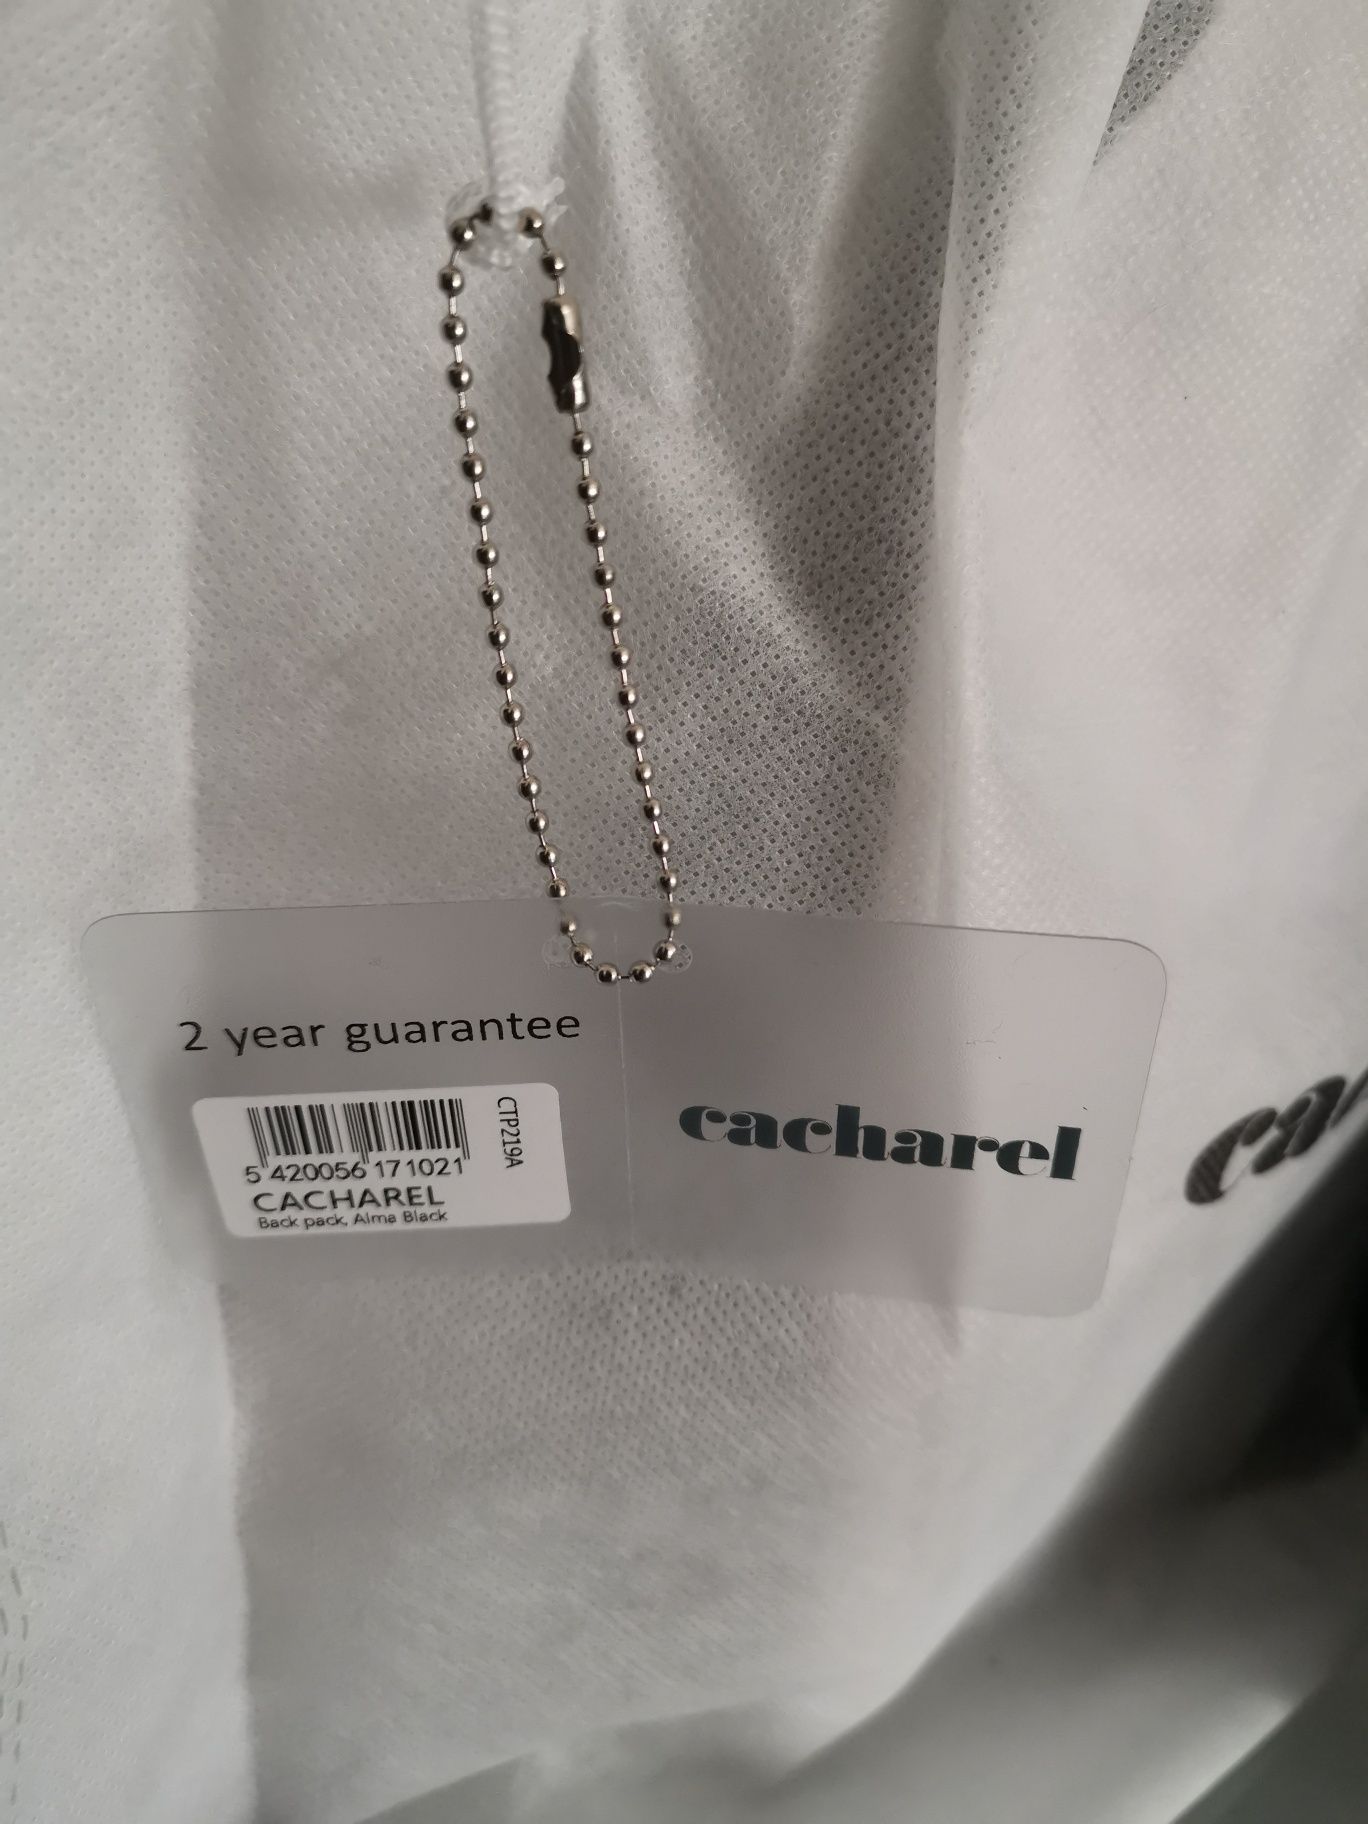 2 year guarantee
CTP219A
5 420056 171021
CACHAREL
Back pack, Alma Black
cacharel